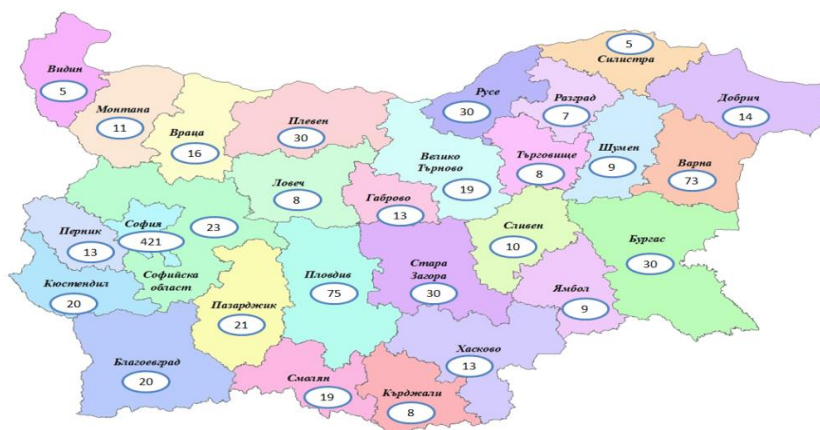 Видин
5
Монтана
11
Враца
16
Плевен
30
Русе
30
5
Силистра
Разград
7
Добрич
14
Шумен
9
Варна
73
Търговище
8
Велико
Търново
19
Ловеч
8
Габрово
13
София
421
23
Софийска
област
Перник
13
Кюстендил
20
Пазарджик
21
Пловдив
75
Стара
Загора
30
Сливен
10
Бургас
30
Ямбол
9
Благоевград
20
Смолян
19
Кърджали
8
Хасково
13